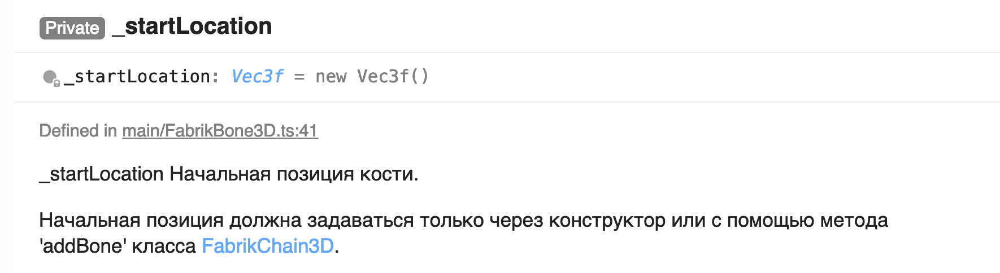 Private _startLocation
_startLocation: Vec3f = new Vec3f()
Defined in main/FabrikBone3D.ts:41
_startLocation Начальная позиция кости.
Начальная позиция должна задаваться только через конструктор или с помощью метода
'addBone' класса FabrikChain3D.